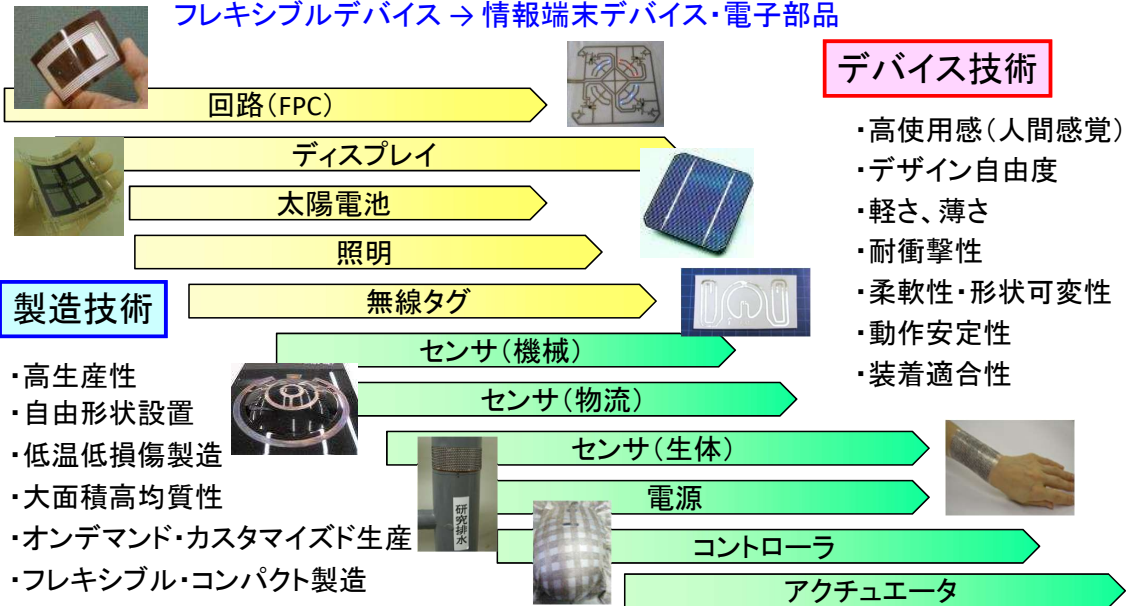 フレキシブルデバイス → 情報端末デバイス・電子部品
デバイス技術
・高使用感(人間感覚)
・デザイン自由度
・軽さ、薄さ
・耐衝撃性
・柔軟性・形状可変性
・動作安定性
・装着適合性
回路(FPC)
ディスプレイ
太陽電池
照明
無線タグ
センサ(機械)
センサ(物流)
センサ(生体)
電源
コントローラ
アクチュエータ
製造技術
・高生産性
・自由形状設置
・低温低損傷製造
・大面積高均質性
・オンデマンド・カスタマイズド生産
・フレキシブル・コンパクト製造
研究排水